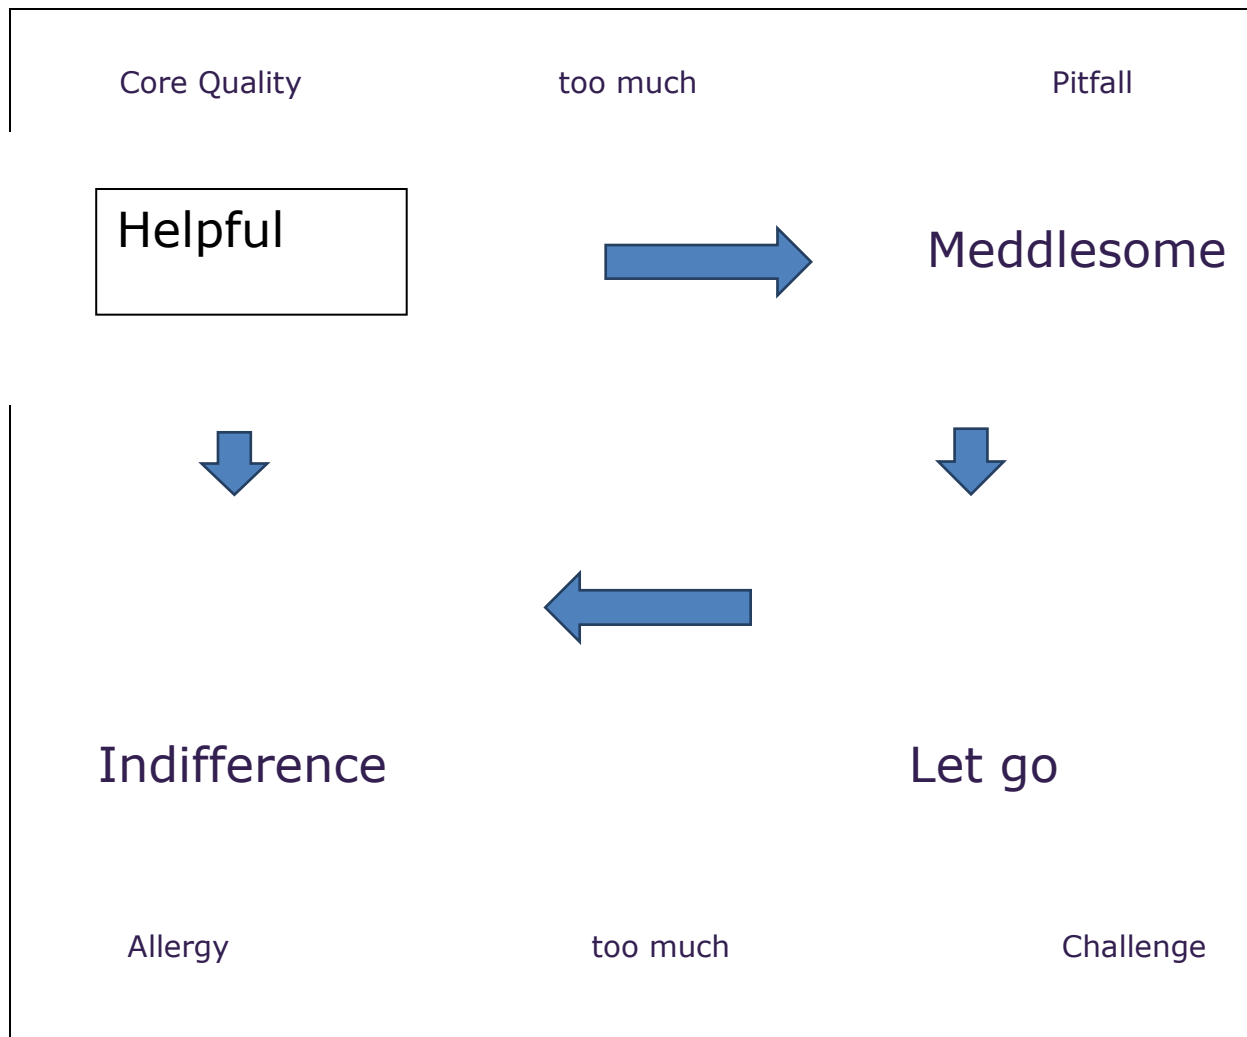 Core Quality too much Pitfall
Helpful
Meddlesome
Indifference Let go
Allergy too much Challenge